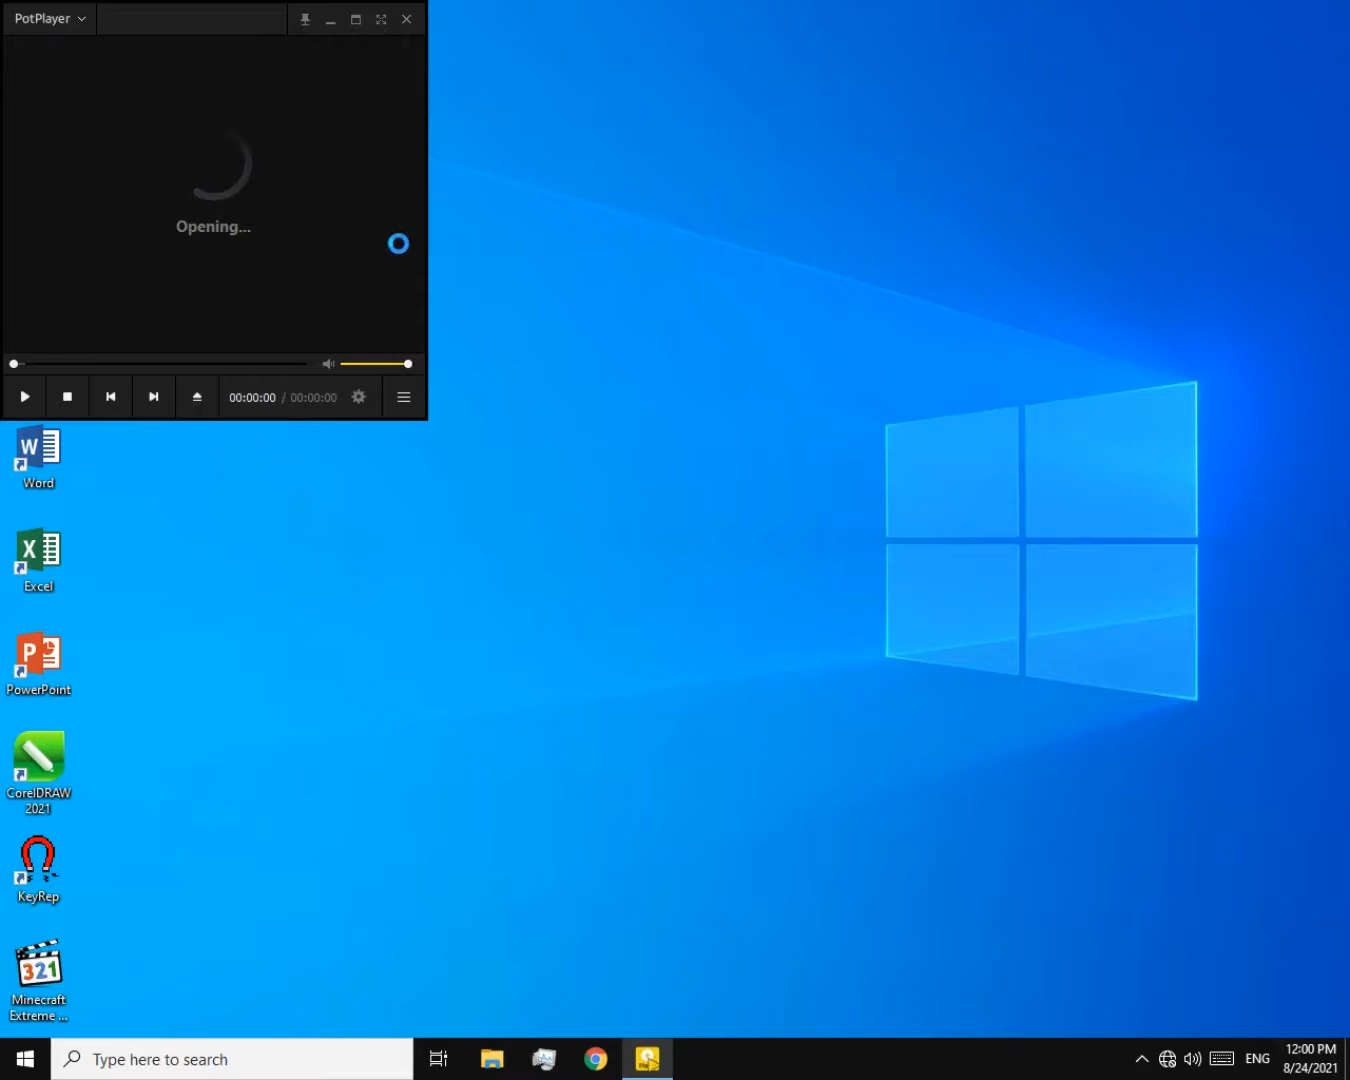 PotPlayer
Opening...
00:00:00 / 00:00:00
Word
Excel
PowerPoint
CorelDRAW
2021
KeyRep
321
Minecraft
Extreme ...
Type here to search
ENG
12:00 PM
8/24/2021